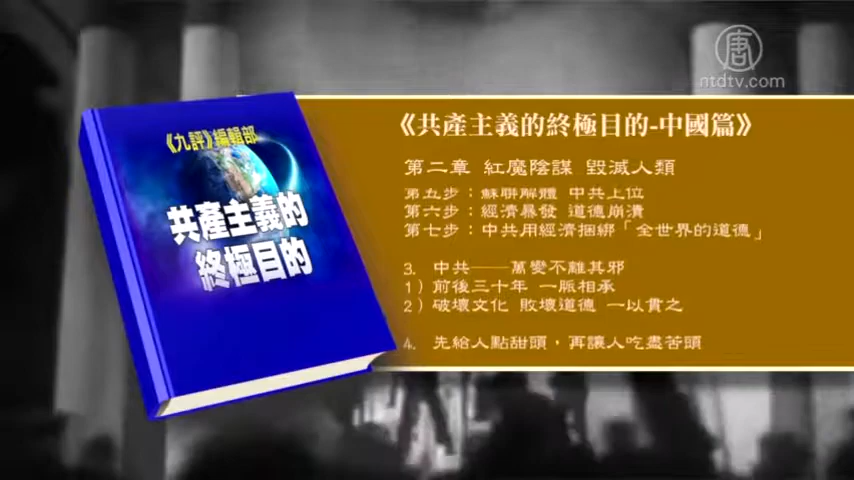 唐
ntdtv.com
《九評》編輯部
共產主義的
終極目的
《共產主義的終極目的-中國篇》
第二章 紅魔陰謀 毀滅人類
第五步：蘇聯解體 中共上位
第六步：經濟暴發 道德崩潰
第七步：中共用經濟捆綁「全世界的道德」
3. 中共──萬變不離其邪
1）前後三十年 一脈相承
2）破壞文化 敗壞道德 一以貫之
4. 先給人點甜頭，再讓人吃盡苦頭